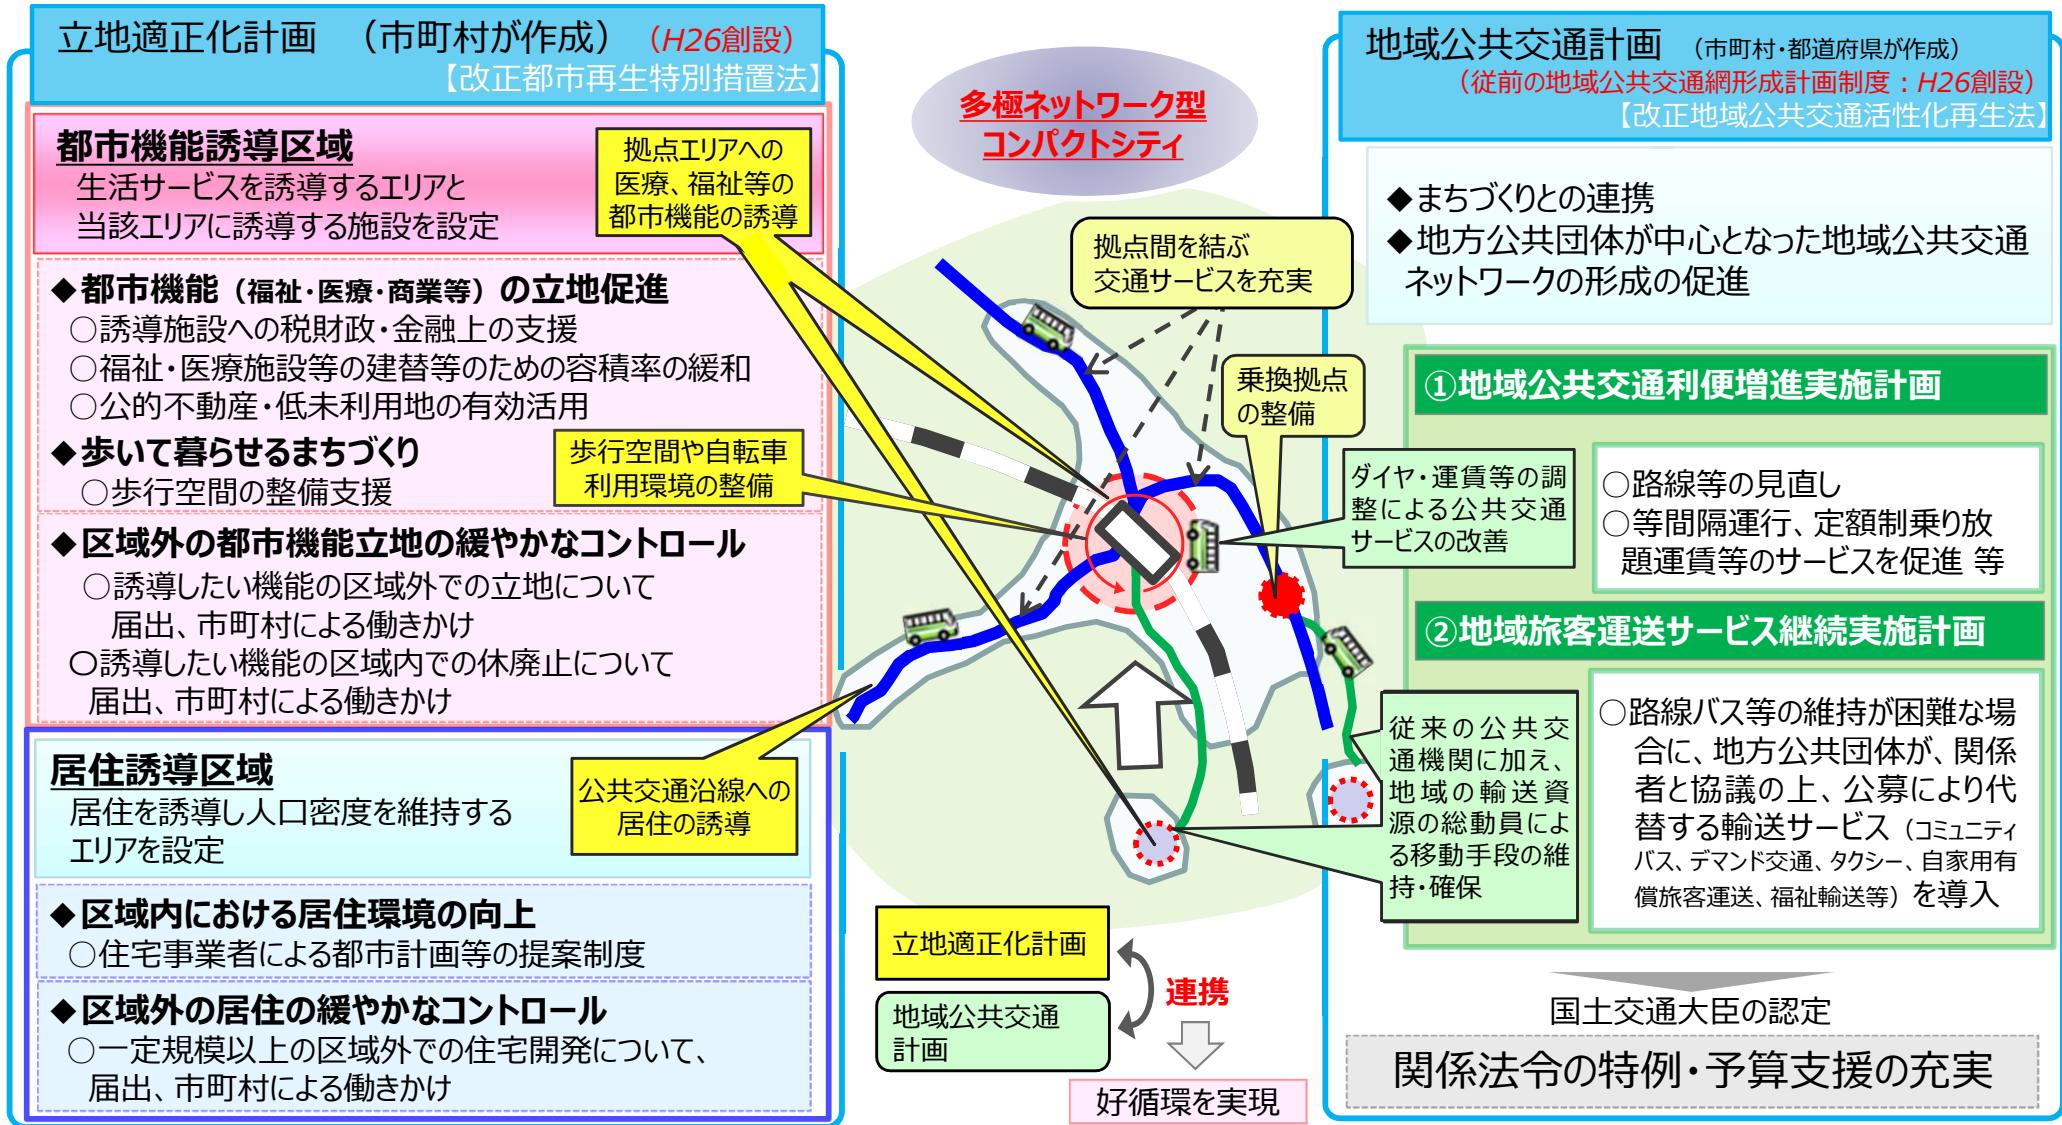 立地適正化計画 （市町村が作成）（H26創設）
【改正都市再生特別措置法】
都市機能誘導区域
生活サービスを誘導するエリアと
当該エリアに誘導する施設を設定
◆都市機能（福祉・医療・商業等）の立地促進
○誘導施設への税財政・金融上の支援
○福祉・医療施設等の建替等のための容積率の緩和
○公的不動産・低未利用地の有効活用
◆歩いて暮らせるまちづくり
○歩行空間の整備支援
◆区域外の都市機能立地の緩やかなコントロール
○誘導したい機能の区域外での立地について
届出、市町村による働きかけ
○誘導したい機能の区域内での休廃止について
届出、市町村による働きかけ
居住誘導区域
居住を誘導し人口密度を維持する
エリアを設定
◆区域内における居住環境の向上
○住宅事業者による都市計画等の提案制度
◆区域外の居住の緩やかなコントロール
○一定規模以上の区域外での住宅開発について、
届出、市町村による働きかけ
拠点エリアへの
医療、福祉等の
都市機能の誘導
歩行空間や自転車
利用環境の整備
公共交通沿線への
居住の誘導
多極ネットワーク型
コンパクトシティ
拠点間を結ぶ
交通サービスを充実
乗換拠点
の整備
ダイヤ・運賃等の調
整による公共交通
サービスの改善
従来の公共交
通機関に加え、
地域の輸送資
源の総動員によ
る移動手段の維
持・確保
立地適正化計画
地域公共交通
計画
連携
好循環を実現
地域公共交通計画 （市町村・都道府県が作成）
（従前の地域公共交通網形成計画制度：H26創設）
【改正地域公共交通活性化再生法】
◆まちづくりとの連携
◆地方公共団体が中心となった地域公共交通
ネットワークの形成の促進
①地域公共交通利便増進実施計画
○路線等の見直し
○等間隔運行、定額制乗り放
題運賃等のサービスを促進 等
②地域旅客運送サービス継続実施計画
○路線バス等の維持が困難な場
合に、地方公共団体が、関係
者と協議の上、公募により代
替する輸送サービス（コミュニティ
バス、デマンド交通、タクシー、自家用有
償旅客運送、福祉輸送等）を導入
国土交通大臣の認定
関係法令の特例・予算支援の充実